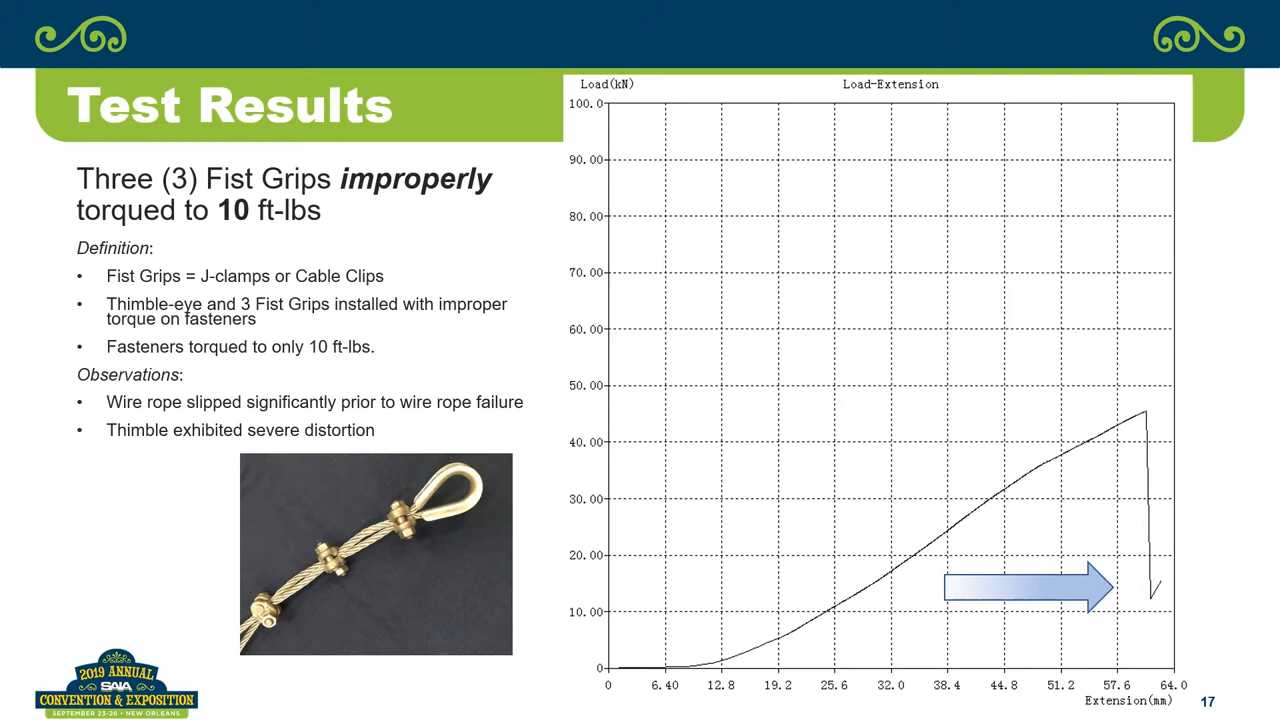 Test Results
Three (3) Fist Grips improperly
torqued to 10 ft-lbs
Definition:
• Fist Grips = J-clamps or Cable Clips
• Thimble-eye and 3 Fist Grips installed with improper
torque on fasteners
• Fasteners torqued to only 10 ft-lbs.
Observations:
• Wire rope slipped significantly prior to wire rope failure
• Thimble exhibited severe distortion
Load(kN)
Load-Extension
100.0
90.00
80.00
70.00
60.00
50.00
40.00
30.00
20.00
10.00
0
0 6.40 12.8 19.2 25.6 32.0 38.4 44.8 51.2 57.6 64.0
Extension(mm)
2019 ANNUAL
SAIA
CONVENTION & EXPOSITION
SEPTEMBER 23-26 • NEW ORLEANS
17